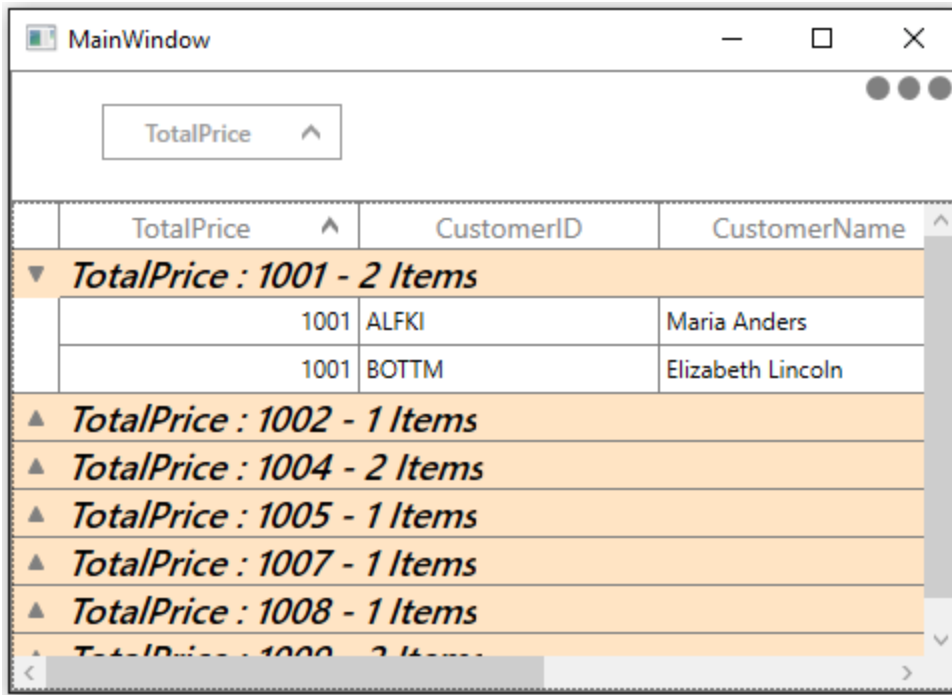 MainWindow
TotalPrice
TotalPrice CustomerID CustomerName
TotalPrice : 1001 - 2 Items
1001 ALFKI Maria Anders
1001 BOTTM Elizabeth Lincoln
TotalPrice : 1002 - 1 Items
TotalPrice : 1004 - 2 Items
TotalPrice : 1005 - 1 Items
TotalPrice : 1007 - 1 Items
TotalPrice : 1008 - 1 Items
TotalPrice